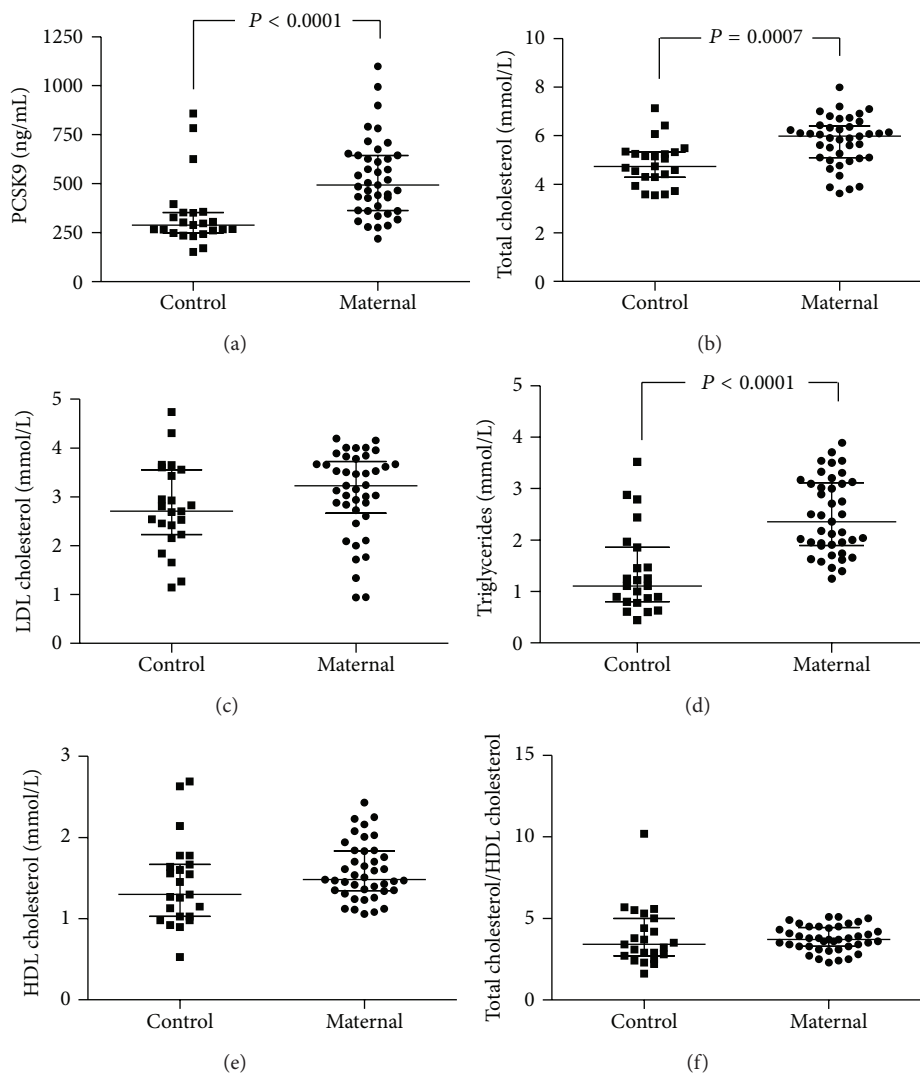 P < 0.0001
PCSK9 (ng/mL)
1250
1000
750
500
250
0
Control Maternal
(a)
P = 0.0007
Total cholesterol (mmol/L)
10
8
6
4
2
0
Control Maternal
(b)
LDL cholesterol (mmol/L)
5
4
3
2
1
0
Control Maternal
(c)
P < 0.0001
Triglycerides (mmol/L)
5
4
3
2
1
0
Control Maternal
(d)
HDL cholesterol (mmol/L)
3
2
1
0
Control Maternal
(e)
Total cholesterol/HDL cholesterol
15
10
5
0
Control Maternal
(f)